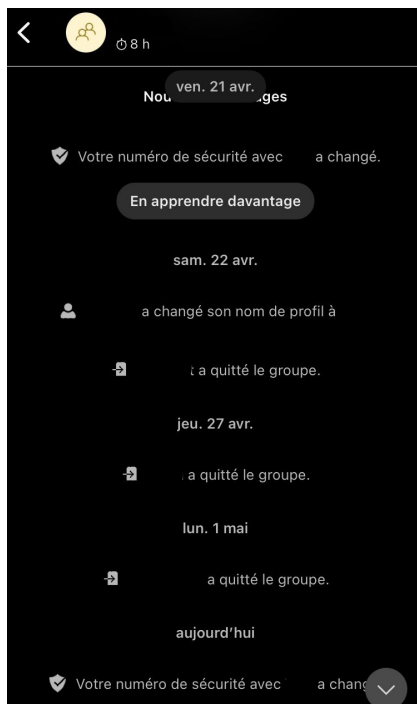 8 h
ven. 21 avr.
Nou ages
Votre numéro de sécurité avec a changé.
En apprendre davantage
sam. 22 avr.
a changé son nom de profil à
t a quitté le groupe.
jeu. 27 avr.
a quitté le groupe.
lun. 1 mai
a quitté le groupe.
aujourd’hui
Votre numéro de sécurité avec a chang